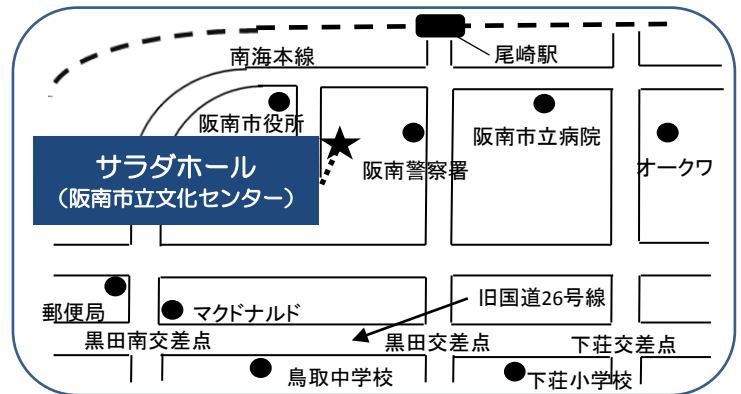 南海本線
尾崎駅
阪南市役所
阪南警察署
阪南市立病院
オークワ
サラダホール
（阪南市立文化センター）
郵便局
マクドナルド
旧国道26号線
黒田南交差点
黒田交差点
下荘交差点
鳥取中学校
下荘小学校